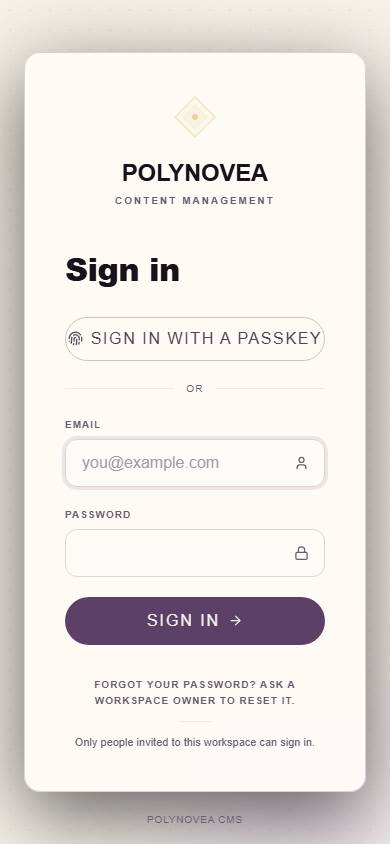 POLYNOVEA
CONTENT MANAGEMENT
Sign in
SIGN IN WITH A PASSKEY
OR
EMAIL
you@example.com
PASSWORD
SIGN IN →
FORGOT YOUR PASSWORD? ASK A
WORKSPACE OWNER TO RESET IT.
Only people invited to this workspace can sign in.
POLYNOVEA CMS